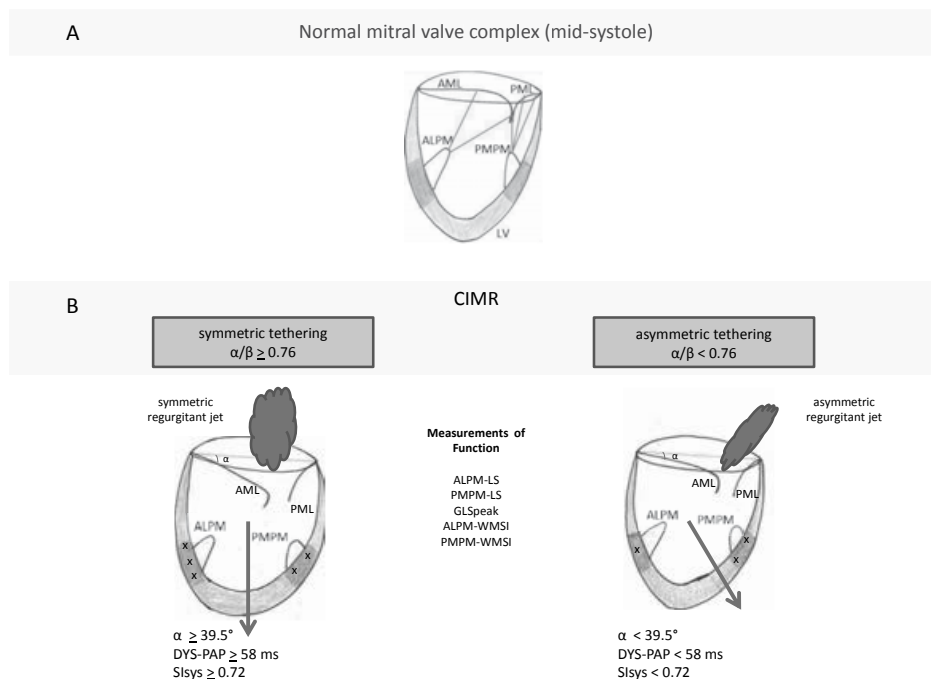 A
Normal mitral valve complex (mid-systole)
AML
PML
ALPM
PMPM
LV
B
CIMR
symmetric tethering
α/β ≥ 0.76
asymmetric tethering
α/β < 0.76
symmetric
regurgitant jet
asymmetric
regurgitant jet
Measurements of
Function
ALPM-LS
PMPM-LS
GLSpeak
ALPM-WMSI
PMPM-WMSI
α
AML
PML
ALPM
PMPM
x
x
x
x
x
α ≥ 39.5°
DYS-PAP ≥ 58 ms
SIsys ≥ 0.72
α
AML
PML
ALPM
PMPM
x
x
x
α < 39.5°
DYS-PAP < 58 ms
SIsys < 0.72